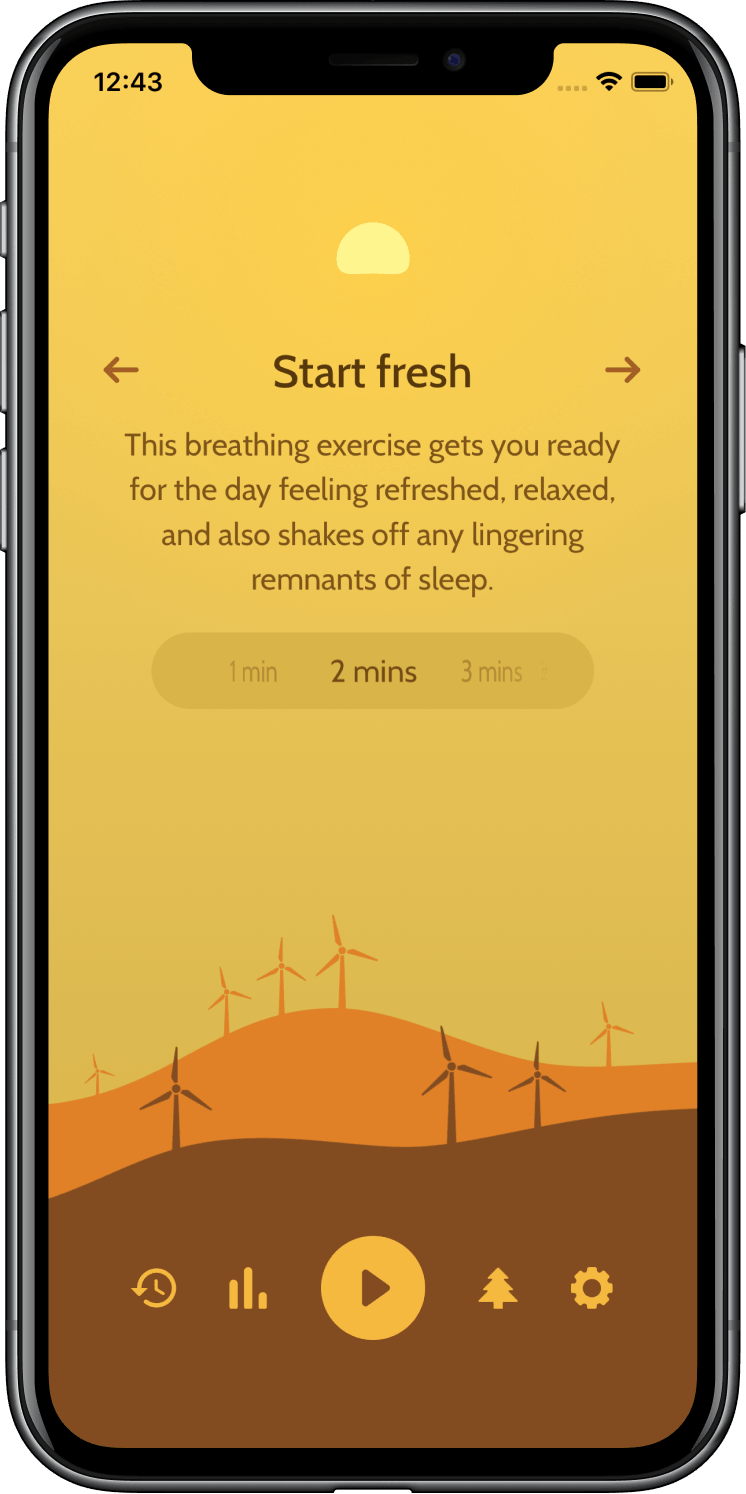 12:43
Start fresh
This breathing exercise gets you ready
for the day feeling refreshed, relaxed,
and also shakes off any lingering
remnants of sleep.
1 min 2 mins 3 mins